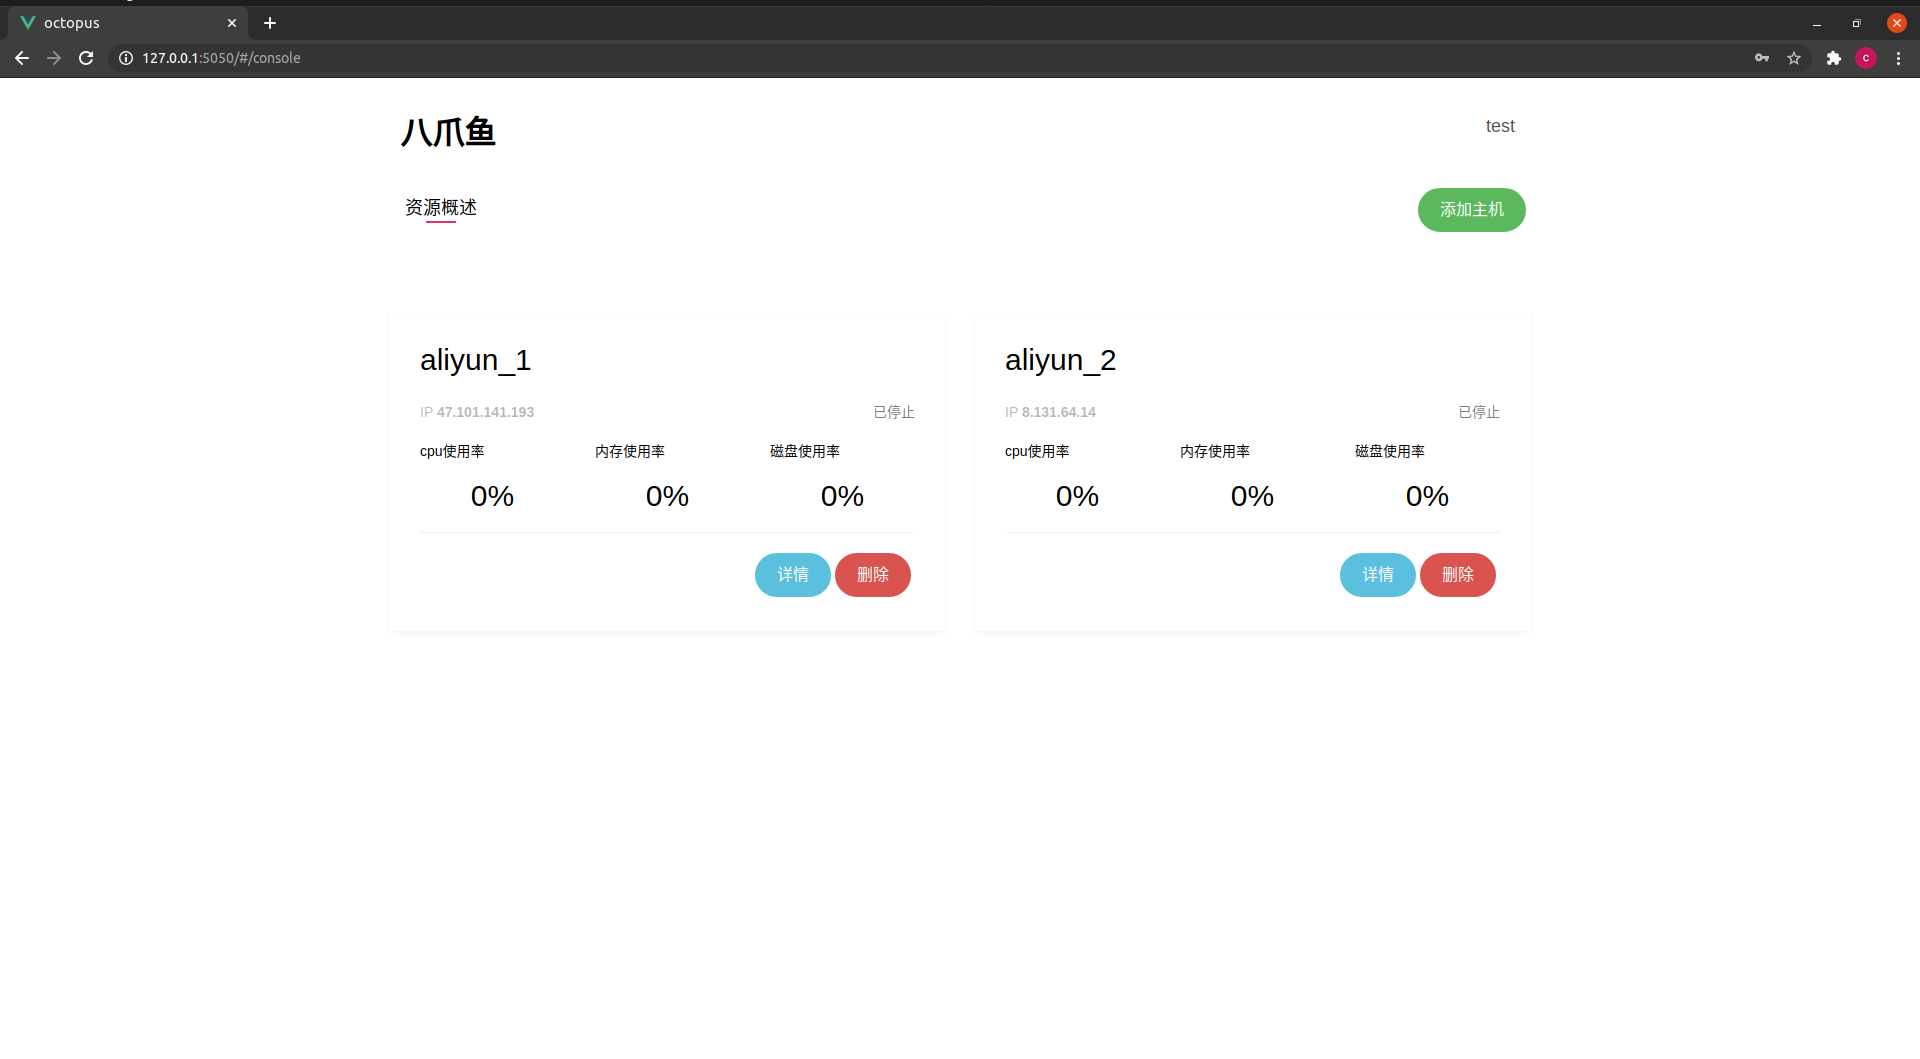 octopus
127.0.0.1:5050/#/console
c
八爪鱼
test
资源概述
添加主机
aliyun_1
IP 47.101.141.193
已停止
cpu使用率
内存使用率
磁盘使用率
0%
0%
0%
详情
删除
aliyun_2
IP 8.131.64.14
已停止
cpu使用率
内存使用率
磁盘使用率
0%
0%
0%
详情
删除